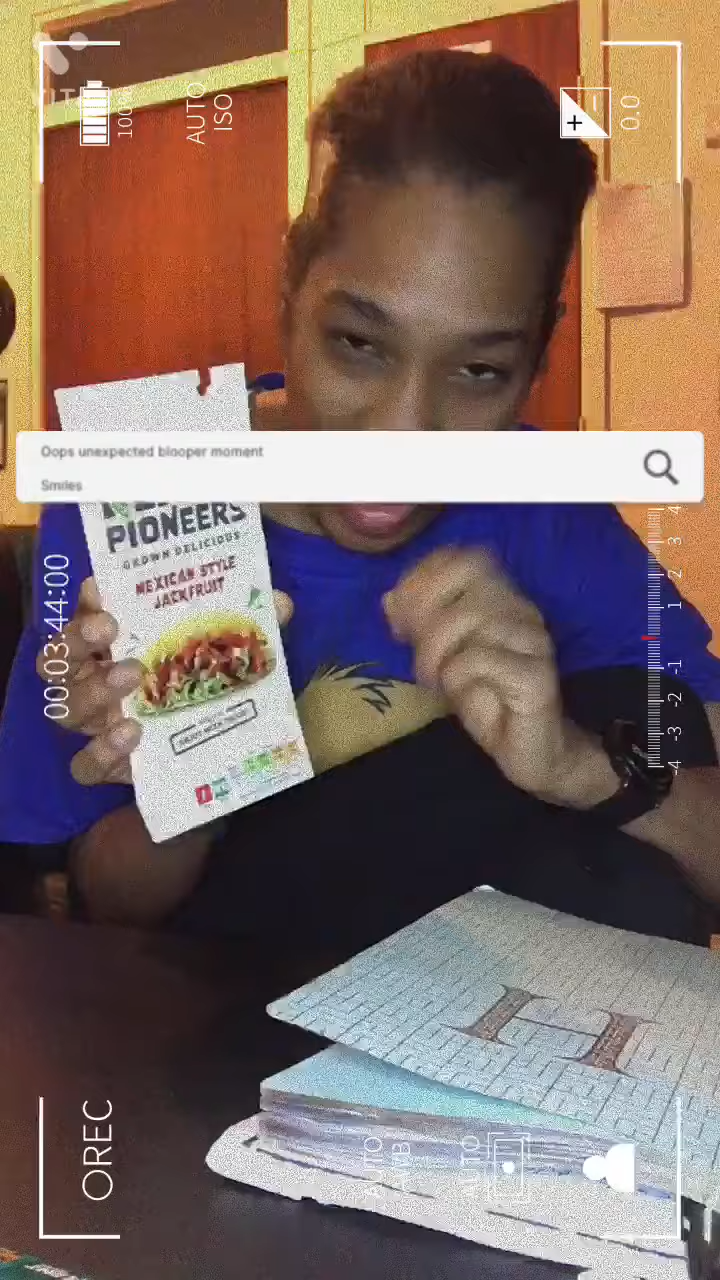 100%
AUTO
ISO
0.0
Oops unexpected blooper moment
Smiles
PIONEERS
GROWN DELICIOUS
MEXICAN STYLE
JACKFRUIT
00:03:44:00
4
3
2
1
-1
-2
-3
-4
H
OREC
AUTO
AUTO